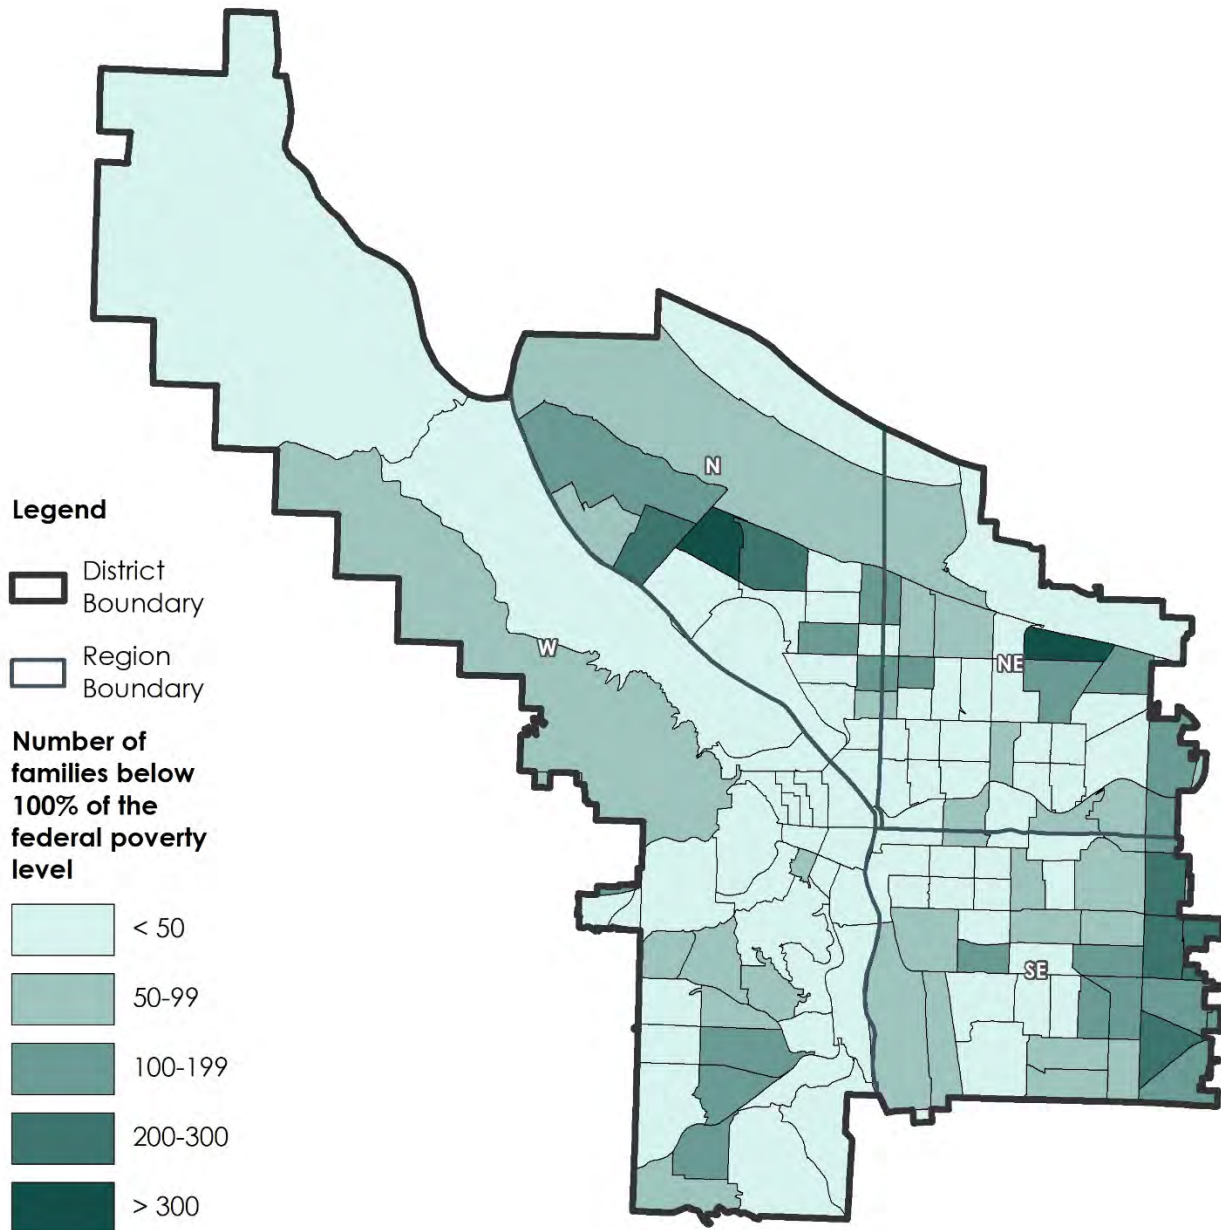 N
W
NE
SE
Legend
District
Boundary
Region
Boundary
Number of
families below
100% of the
federal poverty
level
< 50
50-99
100-199
200-300
> 300